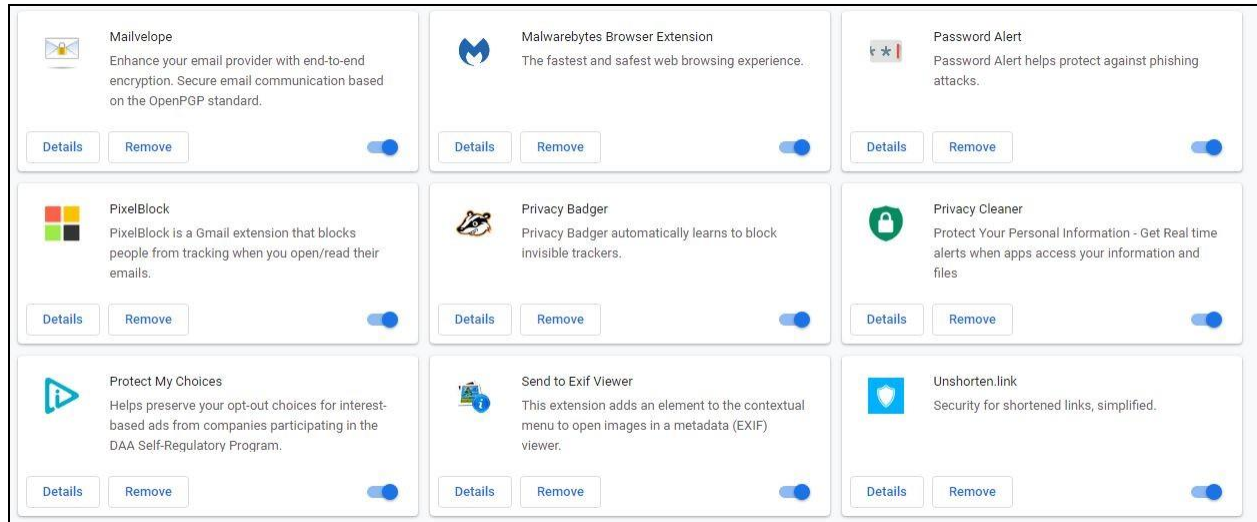 Mailvelope
Enhance your email provider with end-to-end
encryption. Secure email communication based
on the OpenPGP standard.
Details
Remove
Malwarebytes Browser Extension
The fastest and safest web browsing experience.
Details
Remove
Password Alert
Password Alert helps protect against phishing
attacks.
Details
Remove
PixelBlock
PixelBlock is a Gmail extension that blocks
people from tracking when you open/read their
emails.
Details
Remove
Privacy Badger
Privacy Badger automatically learns to block
invisible trackers.
Details
Remove
Privacy Cleaner
Protect Your Personal Information - Get Real time
alerts when apps access your information and
files
Details
Remove
Protect My Choices
Helps preserve your opt-out choices for interest-
based ads from companies participating in the
DAA Self-Regulatory Program.
Details
Remove
Send to Exif Viewer
This extension adds an element to the contextual
menu to open images in a metadata (EXIF)
viewer.
Details
Remove
Unshorten.link
Security for shortened links, simplified.
Details
Remove